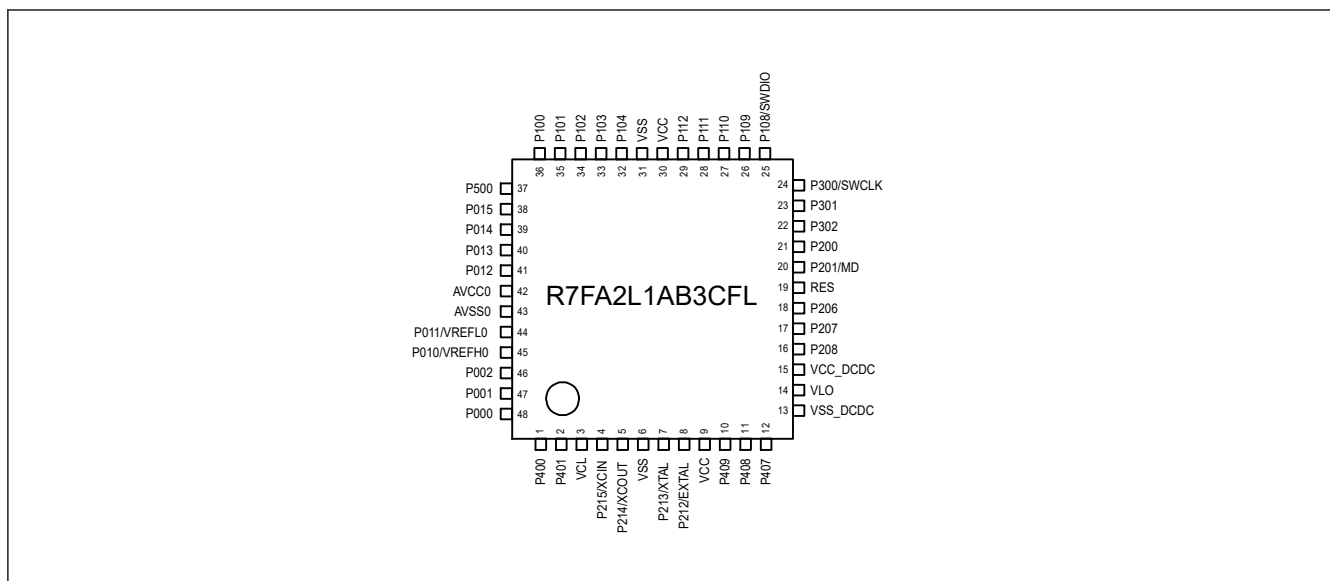 P100
P101
P102
P103
P104
VSS
VCC
P112
P111
P110
P109
P108/SWDIO
36
35
34
33
32
31
30
29
28
27
26
25
P500 37
P015 38
P014 39
P013 40
P012 41
AVCC0 42
AVSS0 43
P011/VREFL0 44
P010/VREFH0 45
P002 46
P001 47
P000 48
R7FA2L1AB3CFL
24 P300/SWCLK
23 P301
22 P302
21 P200
20 P201/MD
19 RES
18 P206
17 P207
16 P208
15 VCC_DCDC
14 VLO
13 VSS_DCDC
1
2
3
4
5
6
7
8
9
10
11
12
P400
P401
VCL
P215/XCIN
P214/XCOUT
VSS
P213/XTAL
P212/EXTAL
VCC
P409
P408
P407